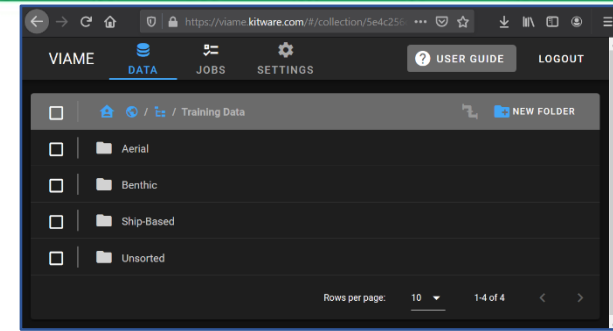 https://viame.kitware.com/#/collection/5e4c256
VIAME
DATA
JOBS
SETTINGS
? USER GUIDE
LOGOUT
/ / Training Data
NEW FOLDER
Aerial
Benthic
Ship-Based
Unsorted
Rows per page: 10 1-4 of 4